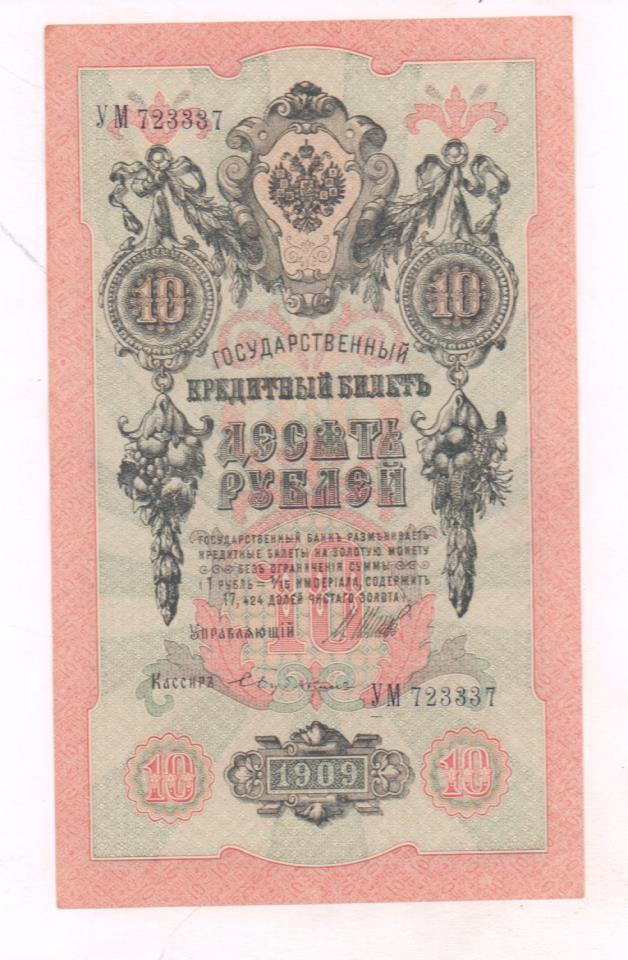 УМ 723337
10
10
ГОСУДАРСТВЕННЫЙ
КРЕДИТНЫЙ БИЛЕТЪ
ДЕСЯТЬ
РУБЛЕЙ
ГОСУДАРСТВЕННЫЙ БАНКЪ РАЗМѢНИВАЕТЪ
КРЕДИТНЫЕ БИЛЕТЫ НА ЗОЛОТУЮ МОНЕТУ
БЕЗЪ ОГРАНИЧЕНІЯ СУММЫ
(1 РУБЛЬ = 1/15 ИМПЕРІАЛА, СОДЕРЖИТЪ
17,424 ДОЛЕЙ ЧИСТАГО ЗОЛОТА).
10
УПРАВЛЯЮЩІЙ
Кассиръ
УМ 723337
10
1909
10